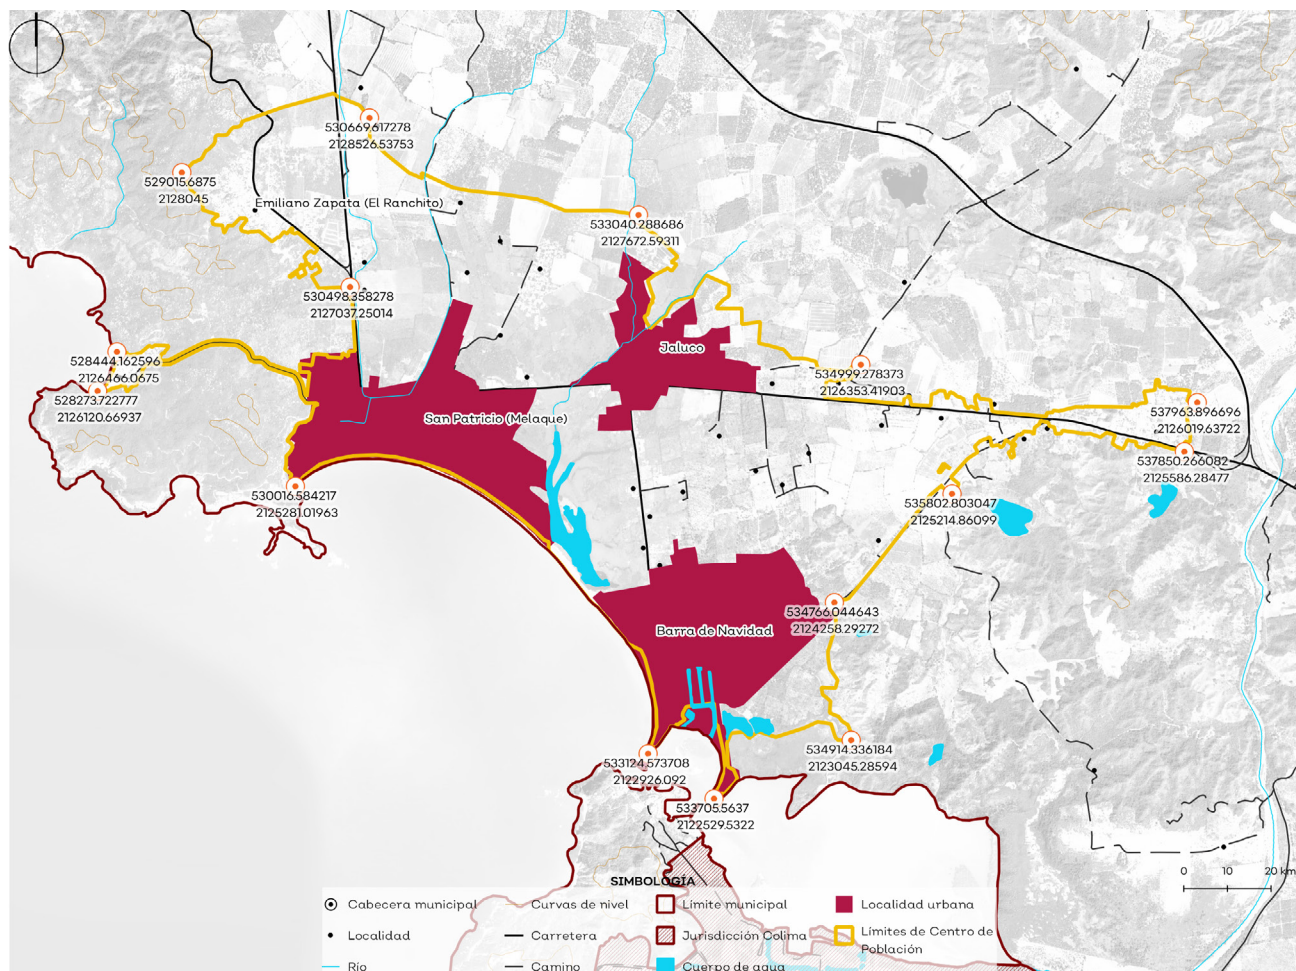 530669.617278
2128526.53753
529015.6875
2128045
Emiliano Zapata (El Ranchito)
533040.288686
2127672.59311
530498.358278
2127037.25014
528444.162596
2126466.0675
528273.722777
2126120.66937
Jaluco
534999.278373
2126353.41903
San Patricio (Melaque)
537963.896696
2126019.63722
537850.266082
2125586.28477
530016.584217
2125281.01963
535802.803047
2125214.86099
534766.044643
2124258.29272
Barra de Navidad
534914.336184
2123045.28594
533124.573708
2122926.092
533705.5637
2122529.5322
0 10 20 km
SIMBOLOGÍA
Cabecera municipal
Curvas de nivel
Límite municipal
Localidad urbana
Localidad
Carretera
Jurisdicción Colima
Límites de Centro de
Población
Río
Camino
Cuerpo de agua